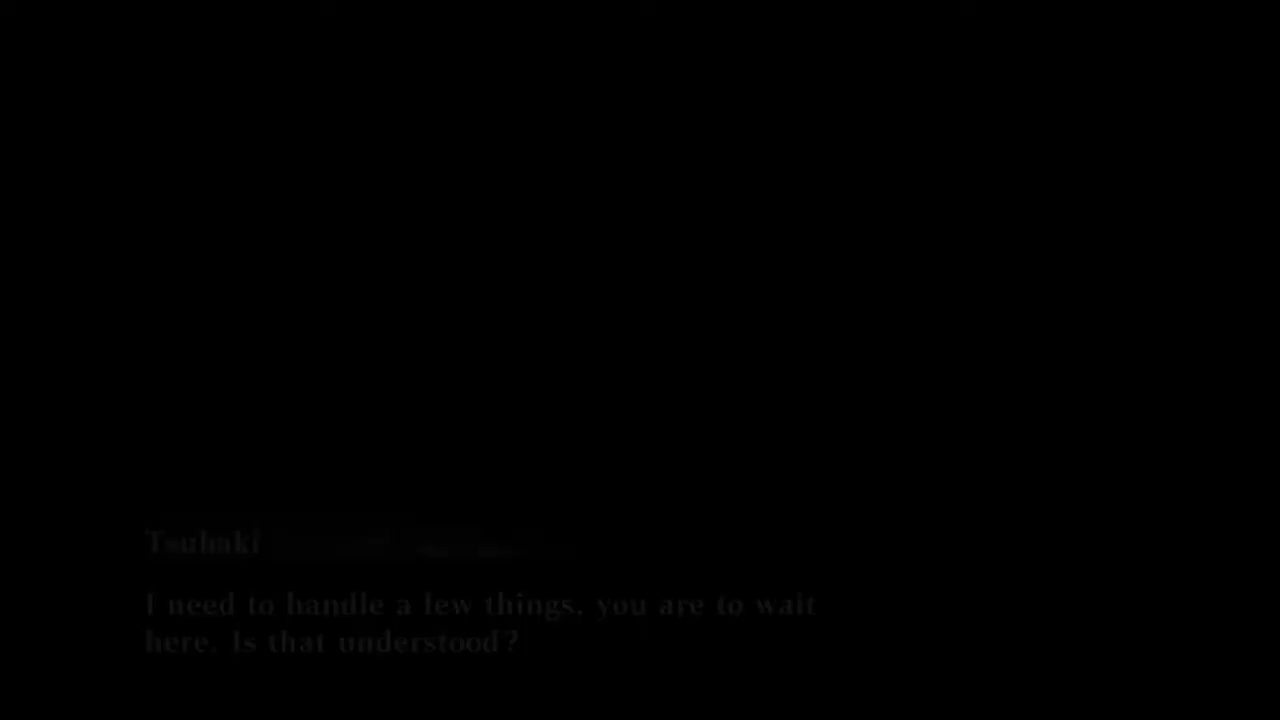 Tsubaki
I need to handle a few things, you are to wait
here. Is that understood?